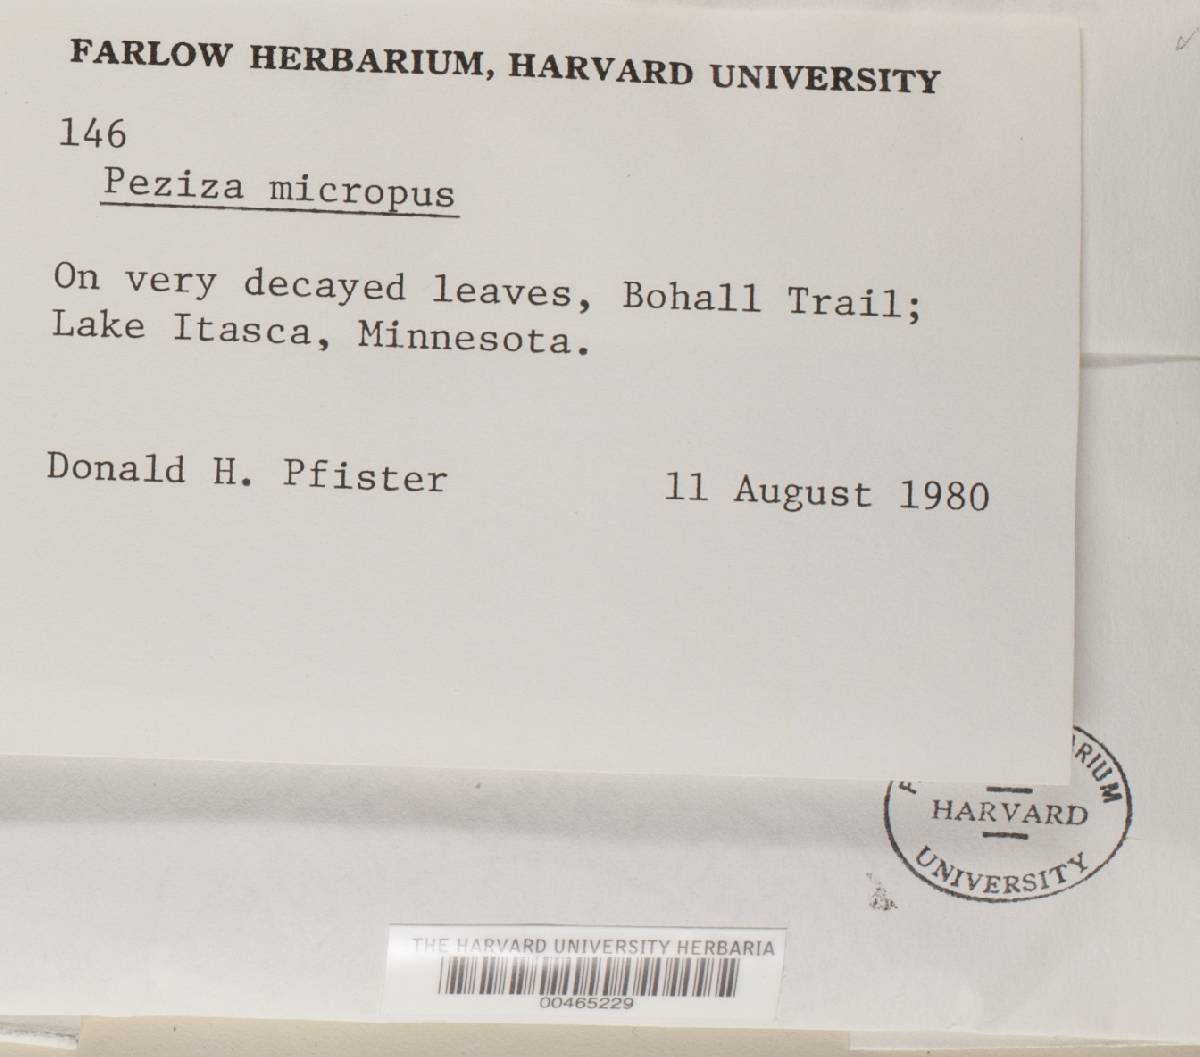 FARLOW HERBARIUM, HARVARD UNIVERSITY
146
Peziza micropus
On very decayed leaves, Bohall Trail;
Lake Itasca, Minnesota.
Donald H. Pfister 11 August 1980
HARVARD
UNIVERSITY
THE HARVARD UNIVERSITY HERBARIA
00465229